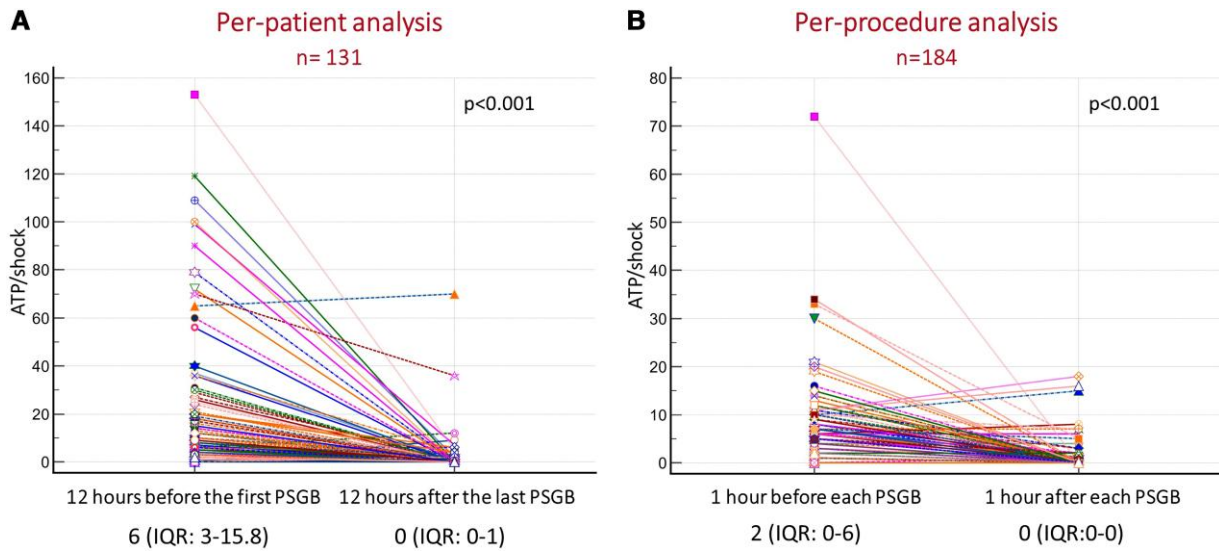 A
Per-patient analysis
n= 131
160
140
120
100
80
60
40
20
0
ATP/shock
p<0.001
12 hours before the first PSGB
12 hours after the last PSGB
6 (IQR: 3-15.8)
0 (IQR: 0-1)
B
Per-procedure analysis
n=184
80
70
60
50
40
30
20
10
0
ATP/shock
p<0.001
1 hour before each PSGB
1 hour after each PSGB
2 (IQR: 0-6)
0 (IQR:0-0)